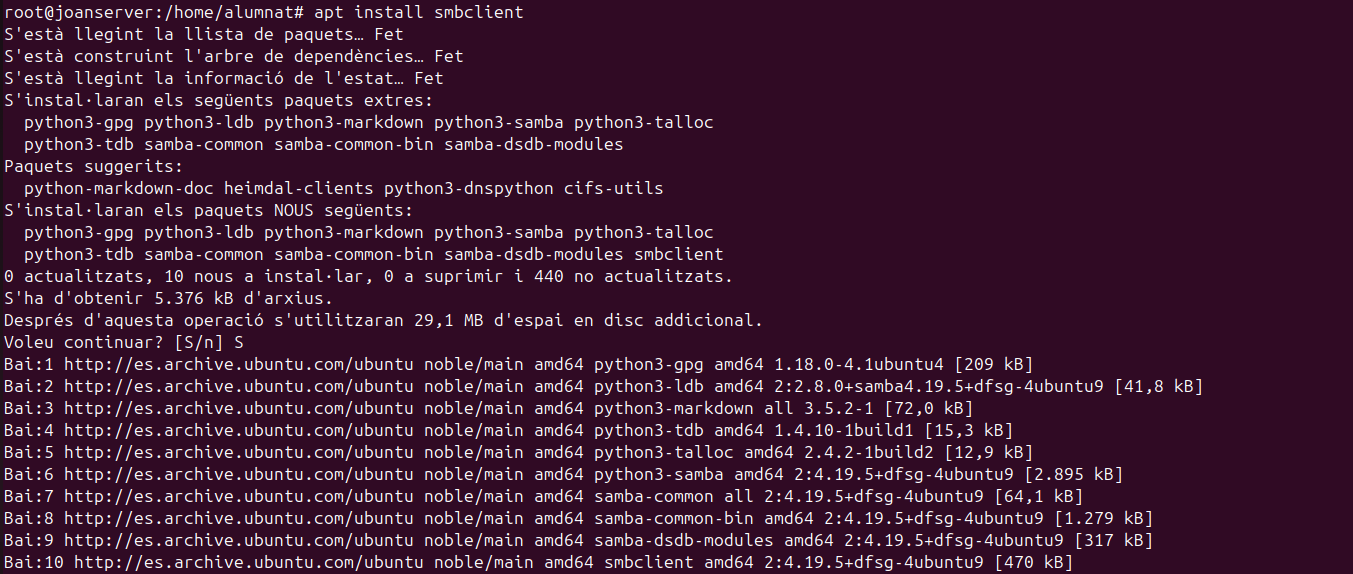 root@joanserver:/home/alumnat# apt install smbclient
S'està llegint la llista de paquets… Fet
S'està construint l'arbre de dependències… Fet
S'està llegint la informació de l'estat… Fet
S'instal·laran els següents paquets extres:
  python3-gpg python3-ldb python3-markdown python3-samba python3-talloc
  python3-tdb samba-common samba-common-bin samba-dsdb-modules
Paquets suggerits:
  python-markdown-doc heimdal-clients python3-dnspython cifs-utils
S'instal·laran els paquets NOUS següents:
  python3-gpg python3-ldb python3-markdown python3-samba python3-talloc
  python3-tdb samba-common samba-common-bin samba-dsdb-modules smbclient
0 actualitzats, 10 nous a instal·lar, 0 a suprimir i 440 no actualitzats.
S'ha d'obtenir 5.376 kB d'arxius.
Després d'aquesta operació s'utilitzaran 29,1 MB d'espai en disc addicional.
Voleu continuar? [S/n] S
Bai:1 http://es.archive.ubuntu.com/ubuntu noble/main amd64 python3-gpg amd64 1.18.0-4.1ubuntu4 [209 kB]
Bai:2 http://es.archive.ubuntu.com/ubuntu noble/main amd64 python3-ldb amd64 2:2.8.0+samba4.19.5+dfsg-4ubuntu9 [41,8 kB]
Bai:3 http://es.archive.ubuntu.com/ubuntu noble/main amd64 python3-markdown all 3.5.2-1 [72,0 kB]
Bai:4 http://es.archive.ubuntu.com/ubuntu noble/main amd64 python3-tdb amd64 1.4.10-1build1 [15,3 kB]
Bai:5 http://es.archive.ubuntu.com/ubuntu noble/main amd64 python3-talloc amd64 2.4.2-1build2 [12,9 kB]
Bai:6 http://es.archive.ubuntu.com/ubuntu noble/main amd64 python3-samba amd64 2:4.19.5+dfsg-4ubuntu9 [2.895 kB]
Bai:7 http://es.archive.ubuntu.com/ubuntu noble/main amd64 samba-common all 2:4.19.5+dfsg-4ubuntu9 [64,1 kB]
Bai:8 http://es.archive.ubuntu.com/ubuntu noble/main amd64 samba-common-bin amd64 2:4.19.5+dfsg-4ubuntu9 [1.279 kB]
Bai:9 http://es.archive.ubuntu.com/ubuntu noble/main amd64 samba-dsdb-modules amd64 2:4.19.5+dfsg-4ubuntu9 [317 kB]
Bai:10 http://es.archive.ubuntu.com/ubuntu noble/main amd64 smbclient amd64 2:4.19.5+dfsg-4ubuntu9 [470 kB]